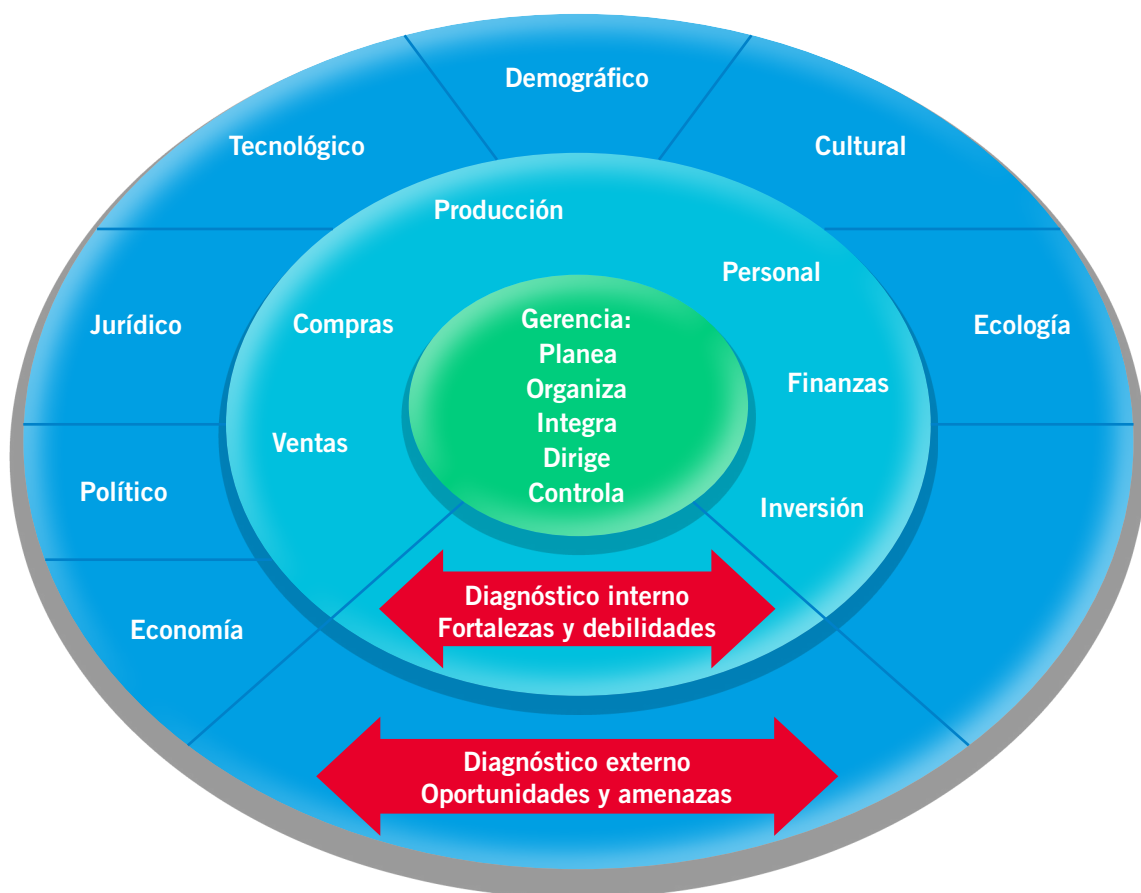 Demográfico
Tecnológico
Cultural
Producción
Personal
Jurídico
Compras
Gerencia:
Planea
Organiza
Integra
Dirige
Controla
Ecología
Finanzas
Ventas
Político
Inversión
Diagnóstico interno
Fortalezas y debilidades
Economía
Diagnóstico externo
Oportunidades y amenazas